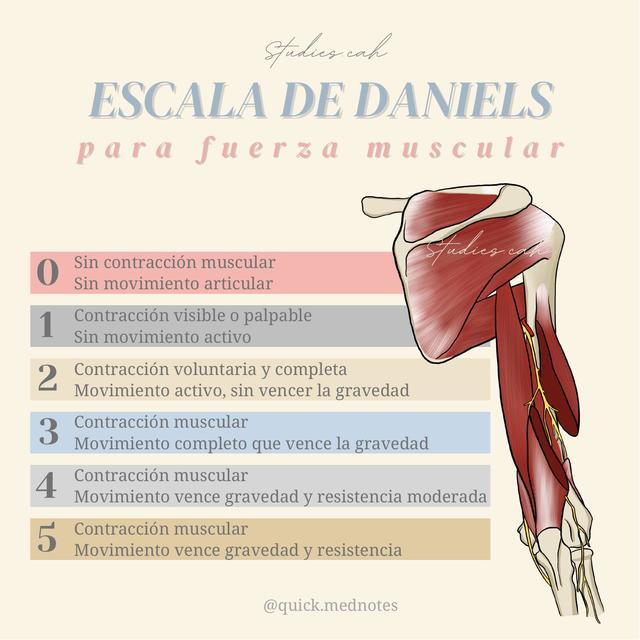 Studies.cah
ESCALA DE DANIELS
para fuerza muscular
Studies.cah
0
Sin contracción muscular
Sin movimiento articular
1
Contracción visible o palpable
Sin movimiento activo
2
Contracción voluntaria y completa
Movimiento activo, sin vencer la gravedad
3
Contracción muscular
Movimiento completo que vence la gravedad
4
Contracción muscular
Movimiento vence gravedad y resistencia moderada
5
Contracción muscular
Movimiento vence gravedad y resistencia
@quick.mednotes